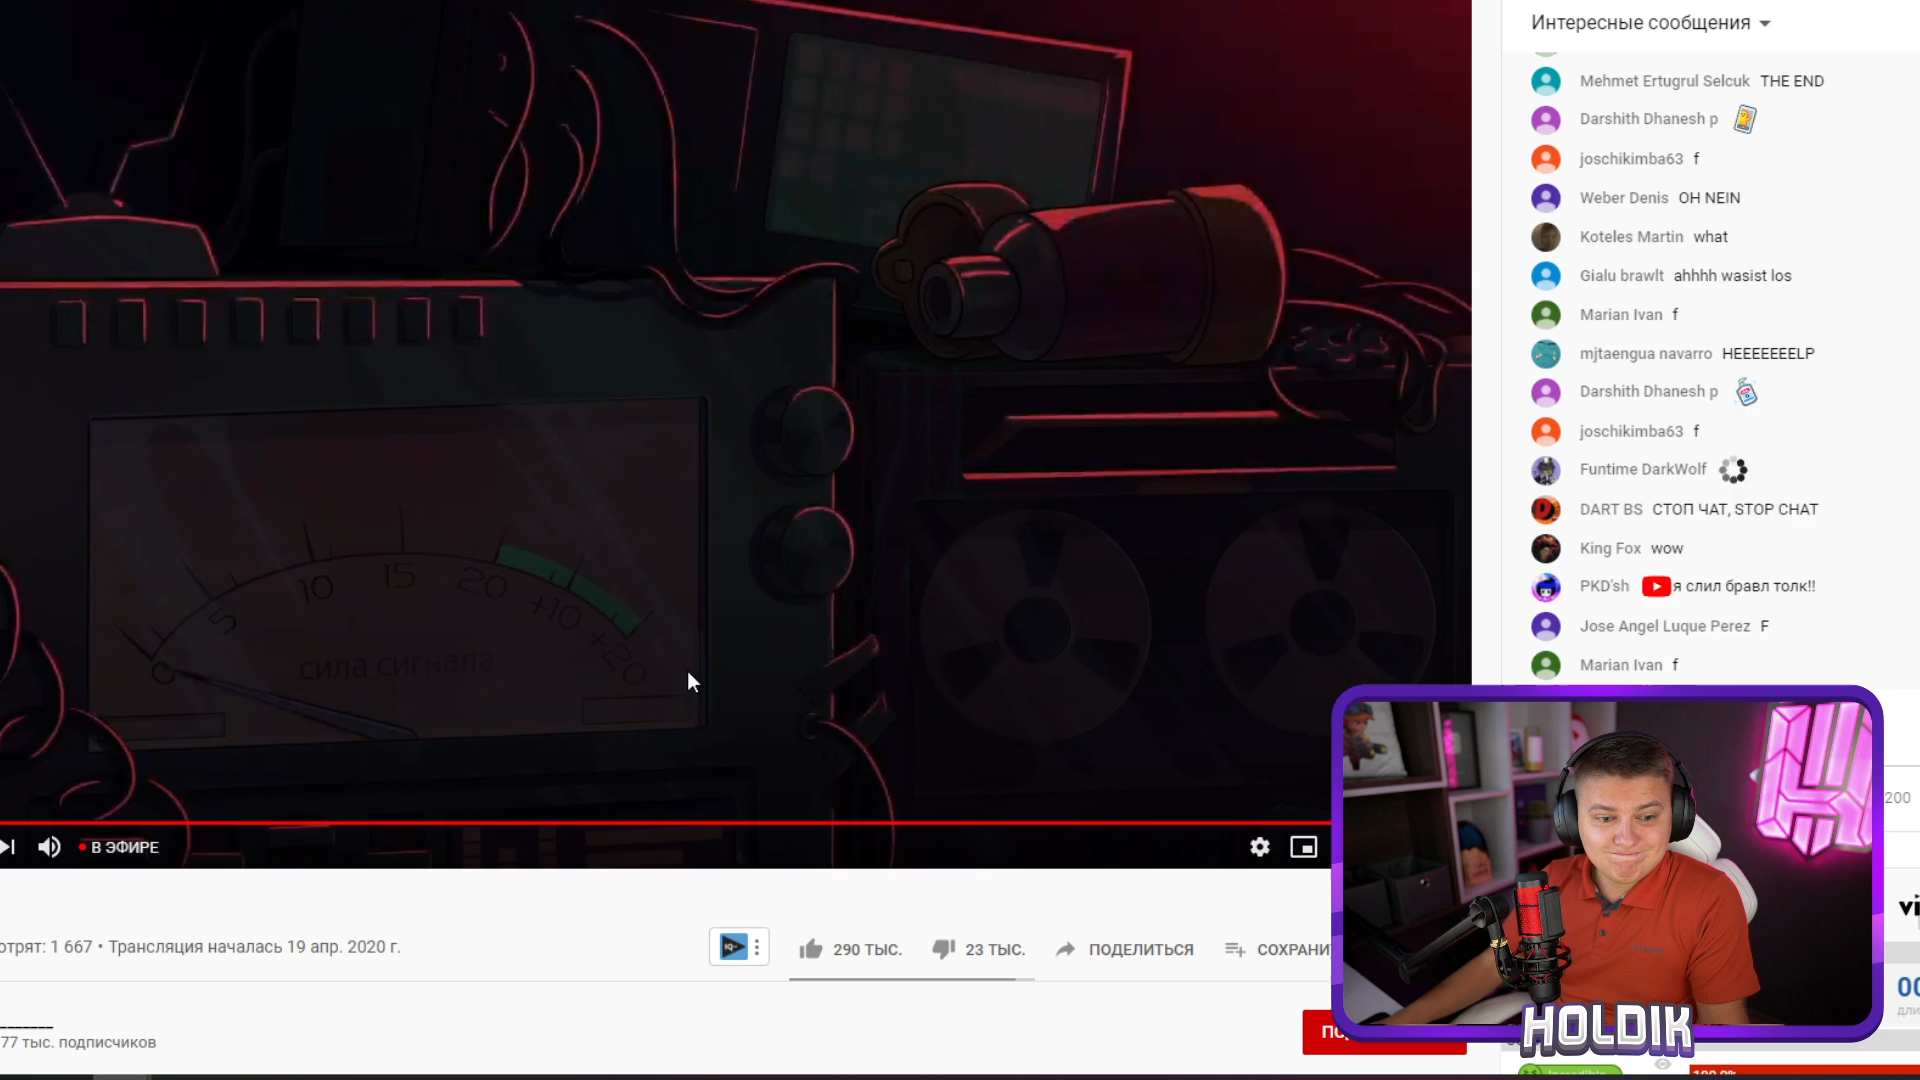 Интересные сообщения
Mehmet Ertugrul Selcuk THE END
Darshith Dhanesh p
joschikimba63 f
Weber Denis OH NEIN
Koteles Martin what
Gialu brawlt ahhhh wasist los
Marian Ivan f
mjtaengua navarro HEEEEEEELP
Darshith Dhanesh p
joschikimba63 f
Funtime DarkWolf
DART BS СТОП ЧАТ, STOP CHAT
King Fox wow
PKD'sh я слил бравл толк!!
Jose Angel Luque Perez F
Marian Ivan f
0 5 10 15 20 +10 +20
сила сигнала
В ЭФИРЕ
200
отрят: 1 667 • Трансляция началась 19 апр. 2020 г.
290 ТЫС.
23 ТЫС.
ПОДЕЛИТЬСЯ
СОХРАНИ
vi
00
77 тыс. подписчиков
HOLDIK